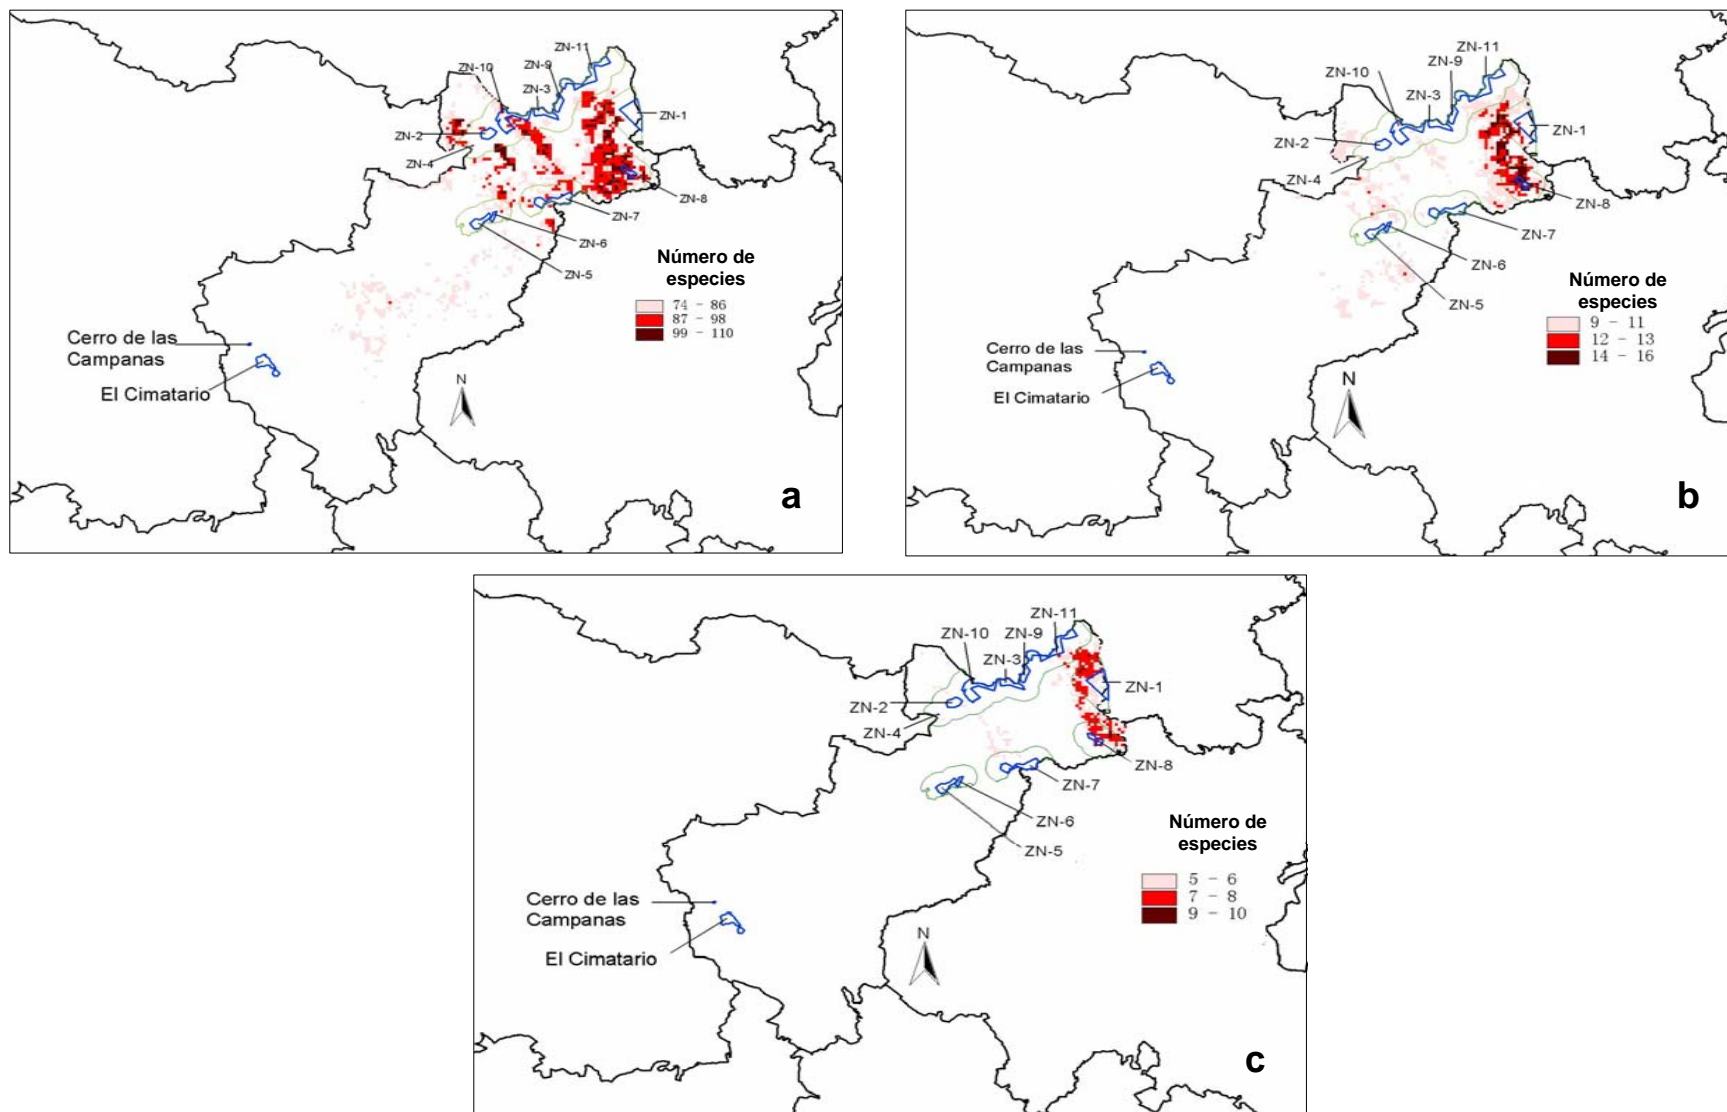 ZN-11
ZN-10
ZN-9
ZN-3
ZN-1
ZN-2
ZN-4
ZN-8
ZN-7
ZN-6
ZN-5
Número de
especies
74 - 86
87 - 98
99 - 110
Cerro de las
Campanas
El Cimatario
N
a
ZN-11
ZN-9
ZN-10
ZN-3
ZN-1
ZN-2
ZN-4
ZN-8
ZN-7
ZN-6
ZN-5
Número de
especies
9 - 11
12 - 13
14 - 16
Cerro de las
Campanas
El Cimatario
N
b
ZN-11
ZN-10
ZN-9
ZN-3
ZN-1
ZN-2
ZN-4
ZN-8
ZN-7
ZN-6
ZN-5
Número de
especies
5 - 6
7 - 8
9 - 10
Cerro de las
Campanas
El Cimatario
N
c